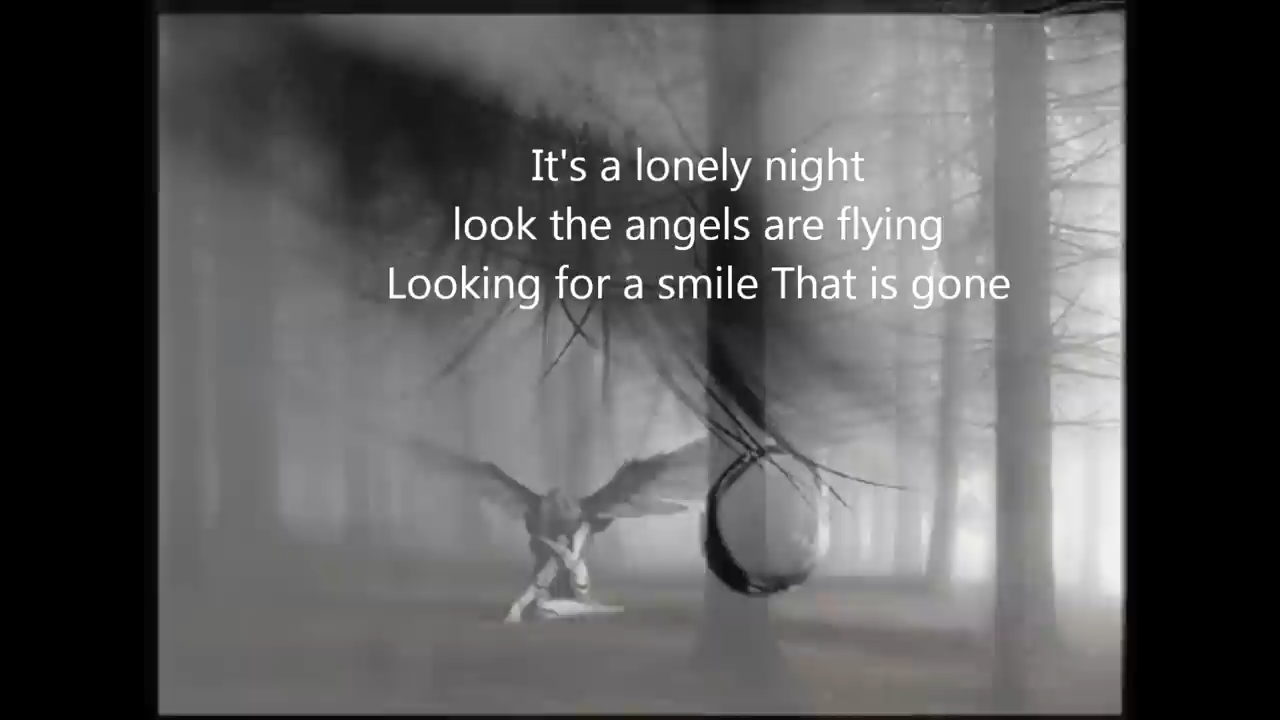 It's a lonely night
look the angels are flying
Looking for a smile That is gone